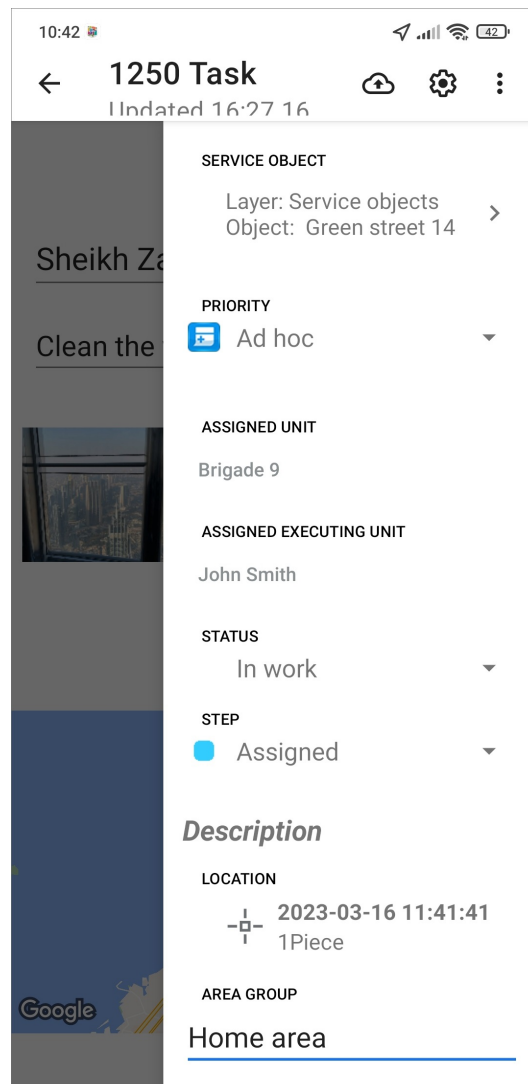 10:42
42
1250 Task
Updated 16:27 16
SERVICE OBJECT
Layer: Service objects
Object: Green street 14
Sheikh
PRIORITY
Ad hoc
Clean the
ASSIGNED UNIT
Brigade 9
ASSIGNED EXECUTING UNIT
John Smith
STATUS
In work
STEP
Assigned
Description
LOCATION
2023-03-16 11:41:41
1Piece
AREA GROUP
Google
Home area